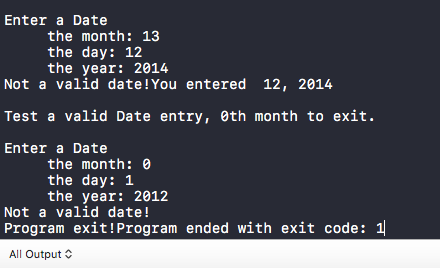 Enter a Date
the month: 13
the day: 12
the year: 2014
Not a valid date!You entered  12, 2014
Test a valid Date entry, 0th month to exit.
Enter a Date
the month: 0
the day: 1
the year: 2012
Not a valid date!
Program exit!Program ended with exit code: 1
All Output